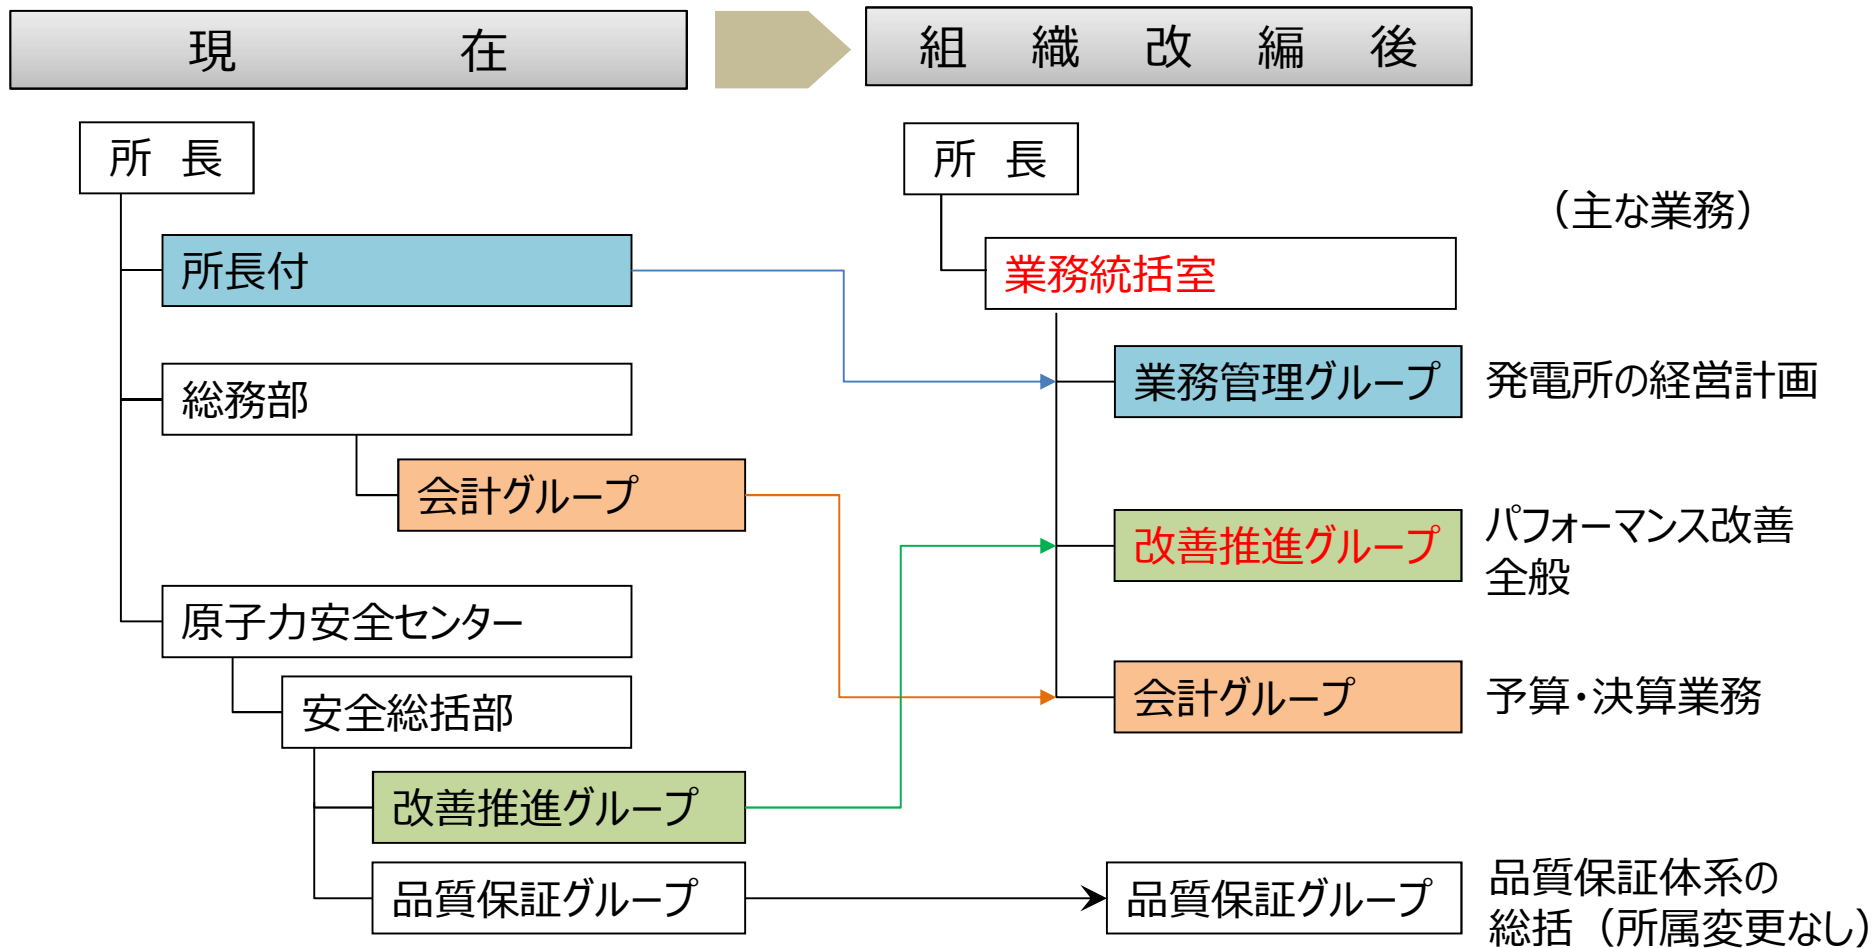 現在
組織改編後
所長
所長付
総務部
会計グループ
原子力安全センター
安全総括部
改善推進グループ
品質保証グループ
所長
（主な業務）
業務統括室
業務管理グループ
発電所の経営計画
改善推進グループ
パフォーマンス改善
全般
会計グループ
予算・決算業務
品質保証グループ
品質保証体系の
総括（所属変更なし）